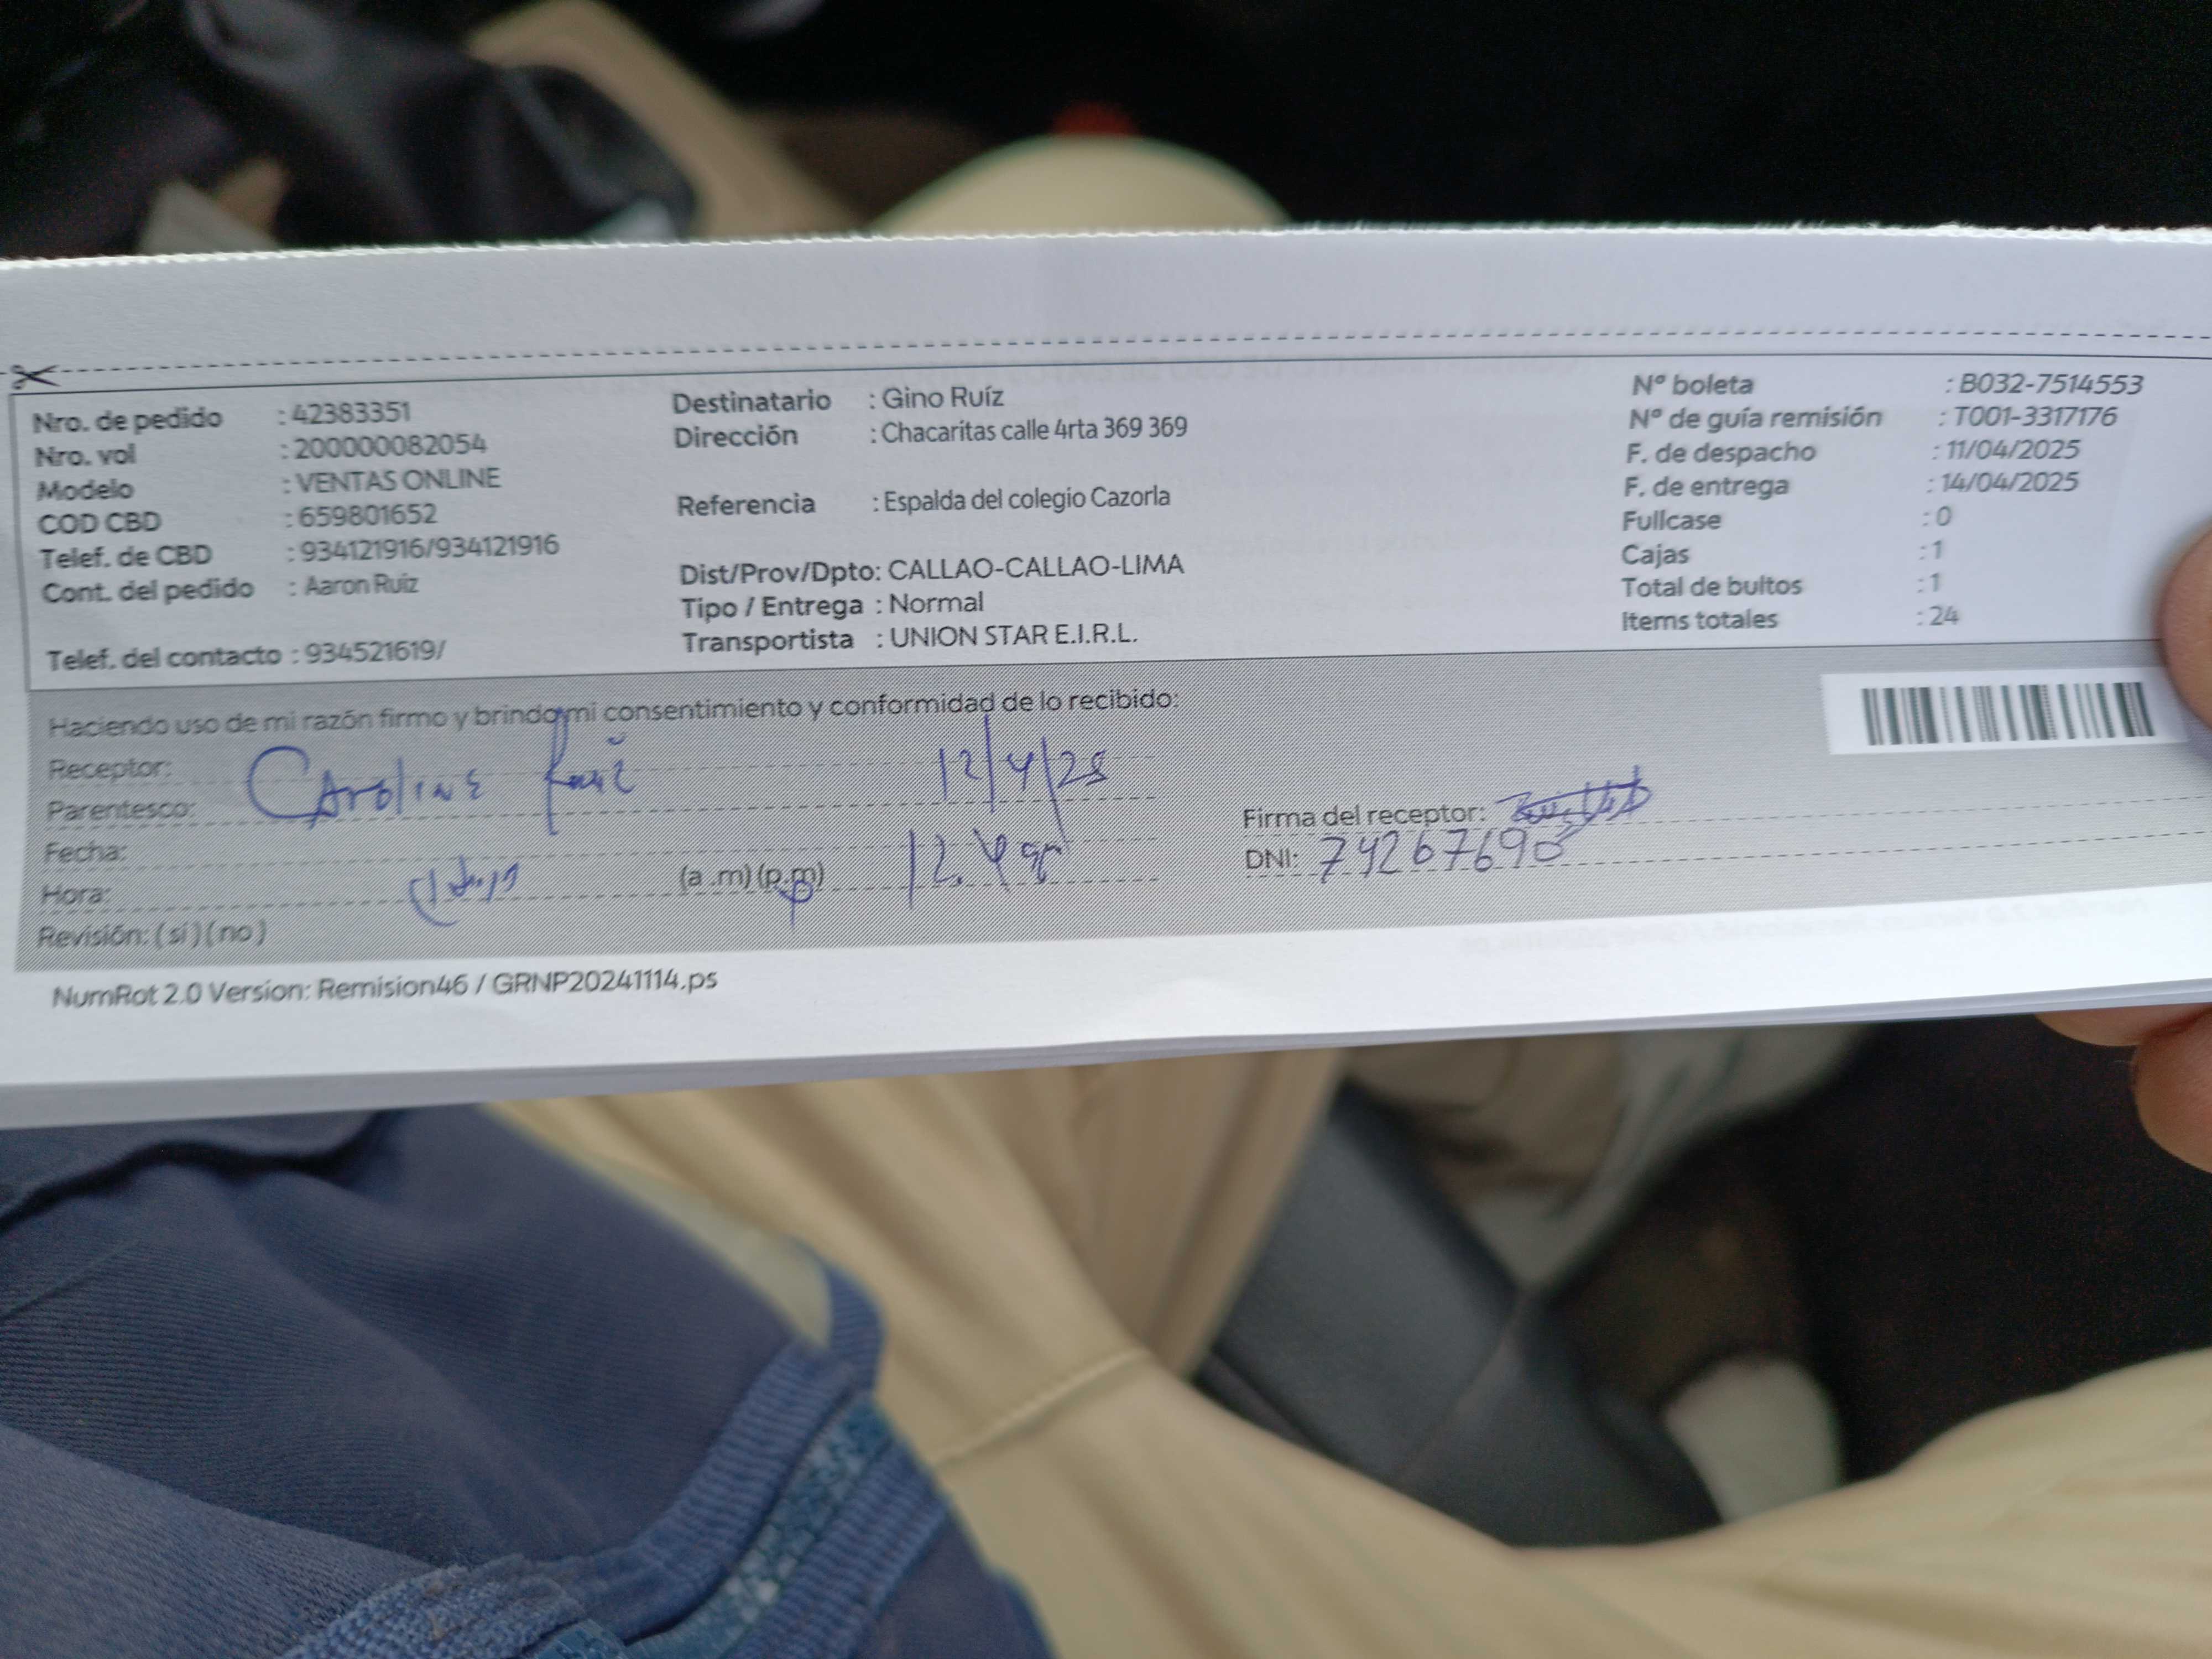 Nro. de pedido : 42383351
Nro. vol : 200000082054
Modelo : VENTAS ONLINE
COD CBD : 659801652
Telef. de CBD : 934121916/934121916
Cont. del pedido : Aaron Ruiz
Telef. del contacto : 934521619/
Destinatario : Gino Ruíz
Dirección : Chacaritas calle 4rta 369 369
Referencia : Espalda del colegio Cazorla
Dist/Prov/Dpto: CALLAO-CALLAO-LIMA
Tipo / Entrega : Normal
Transportista : UNION STAR E.I.R.L.
Nº boleta : B032-7514553
Nº de guía remisión : T001-3317176
F. de despacho : 11/04/2025
F. de entrega : 14/04/2025
Fullcase : 0
Cajas : 1
Total de bultos : 1
Items totales : 24
Haciendo uso de mi razón firmo y brindo mi consentimiento y conformidad de lo recibido:
Receptor:
Caroline 12/4/25
Parentesco:
Fecha:
Hora: (a .m) (p.m)
Revisión: ( sí ) ( no )
Firma del receptor:
DNI: 74267690
NumRot 2.0 Version: Remision46 / GRNP20241114.ps